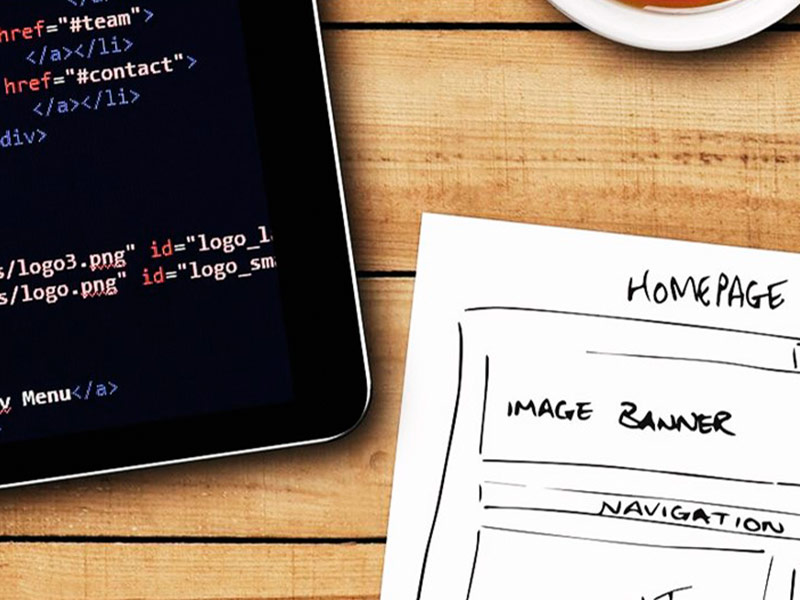 href="#team">
</a></li>
href="#contact">
</a></li>
div>
s/logo3.png" id="logo_l
s/logo.png" id="logo_sm
y Menu</a>
HOMEPAGE
IMAGE BANNER
NAVIGATION